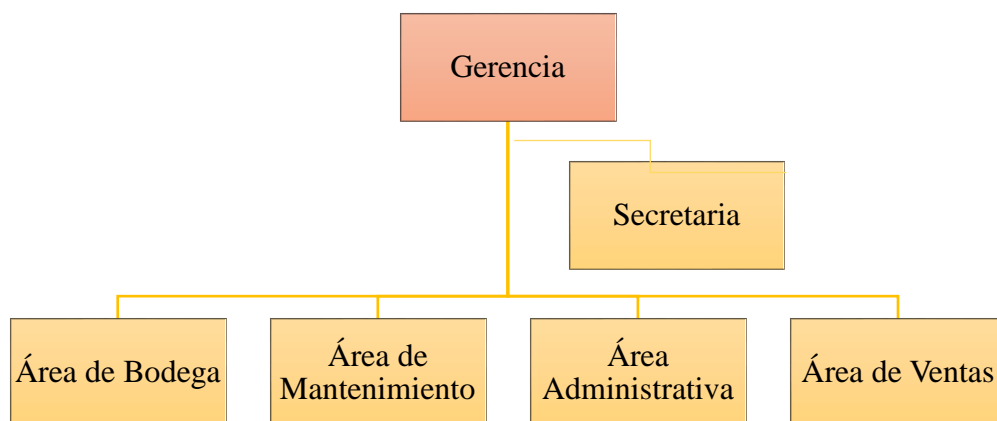 Gerencia
Secretaria
Área de Bodega
Área de
Mantenimiento
Área
Administrativa
Área de Ventas